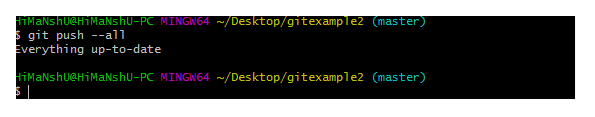 HiMaNshU@HiMaNshU-PC MINGW64 ~/Desktop/gitexample2 (master)
$ git push --all
Everything up-to-date
HiMaNshU@HiMaNshU-PC MINGW64 ~/Desktop/gitexample2 (master)
$